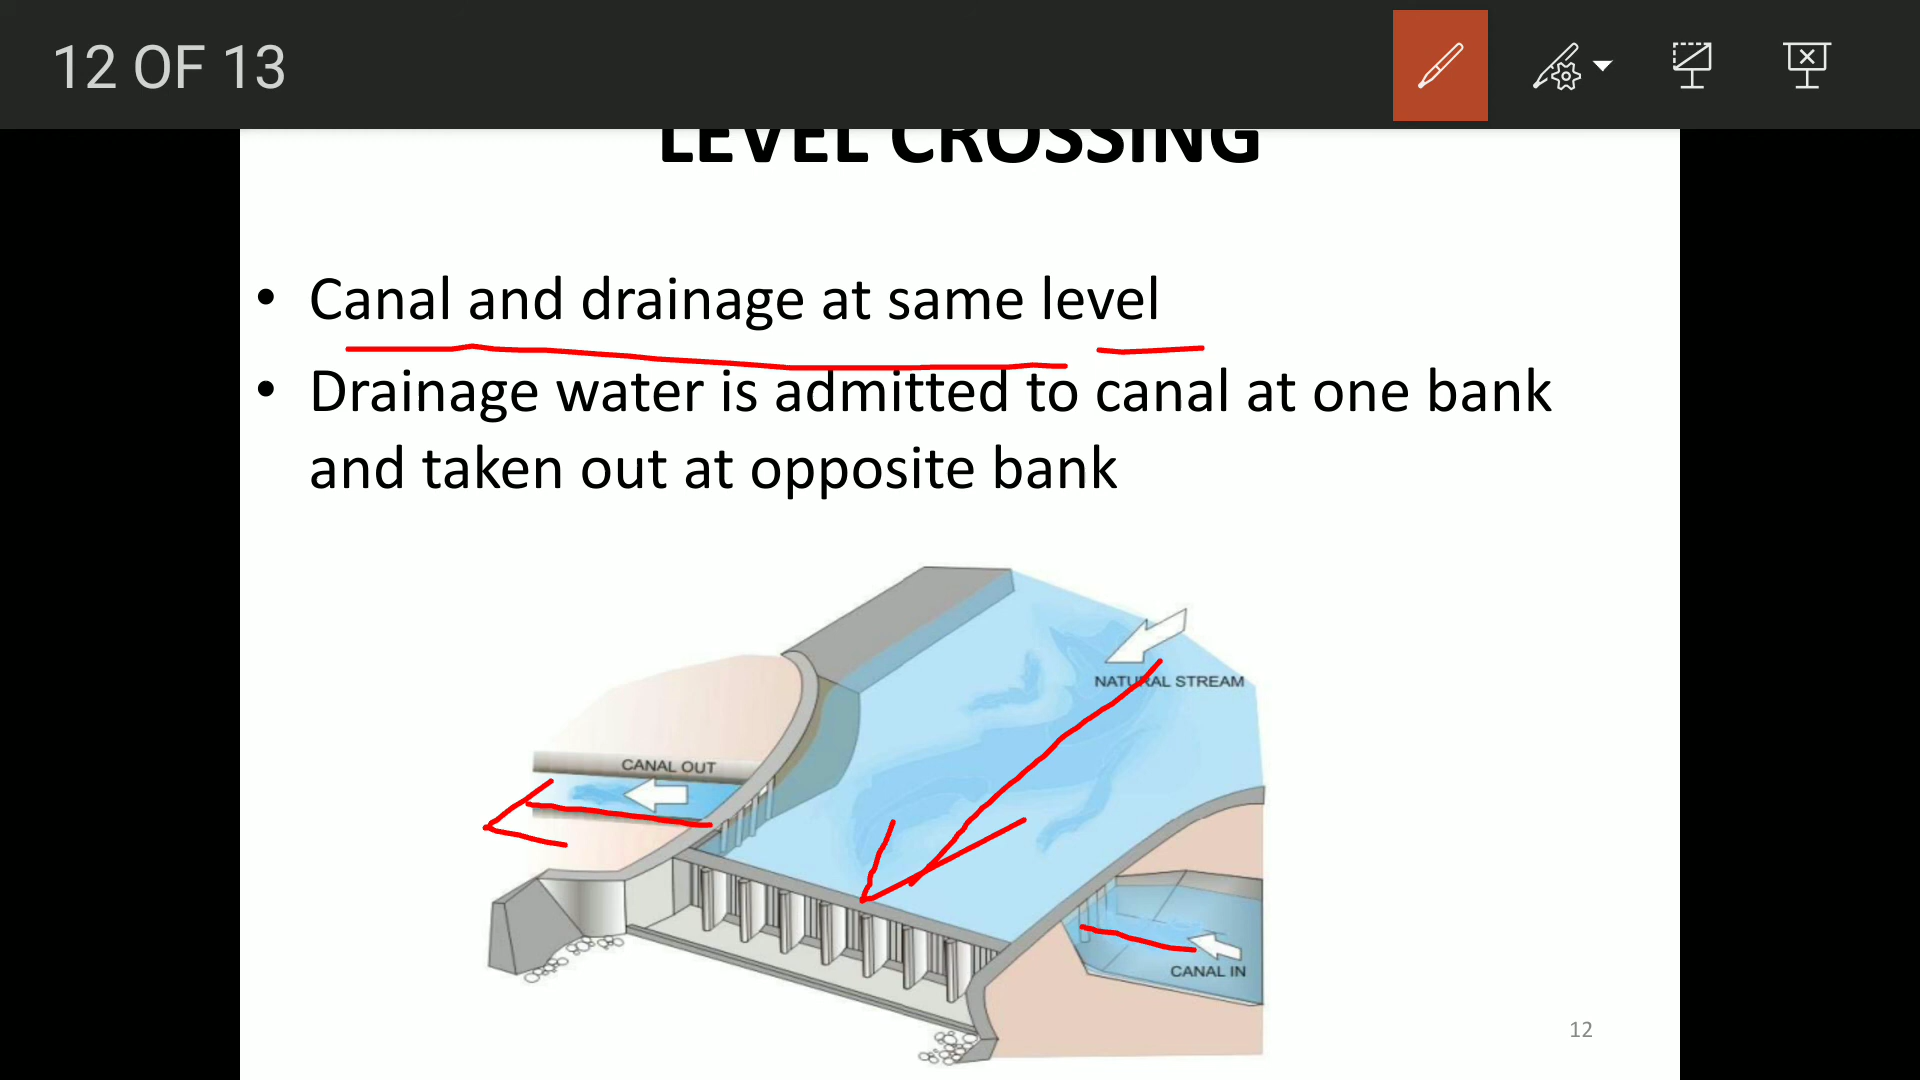 12 OF 13
LEVEL CROSSING
• Canal and drainage at same level
• Drainage water is admitted to canal at one bank
and taken out at opposite bank
NATURAL STREAM
CANAL OUT
CANAL IN
12